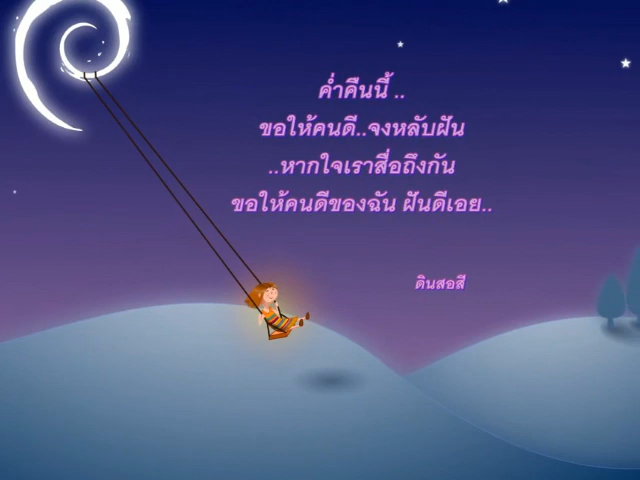 ค่ำคืนนี้ ..
ขอให้คนดี..จงหลับฝัน
..หากใจเราสื่อถึงกัน
ขอให้คนดีของฉัน ฝันดีเอย..
ดินสอสี